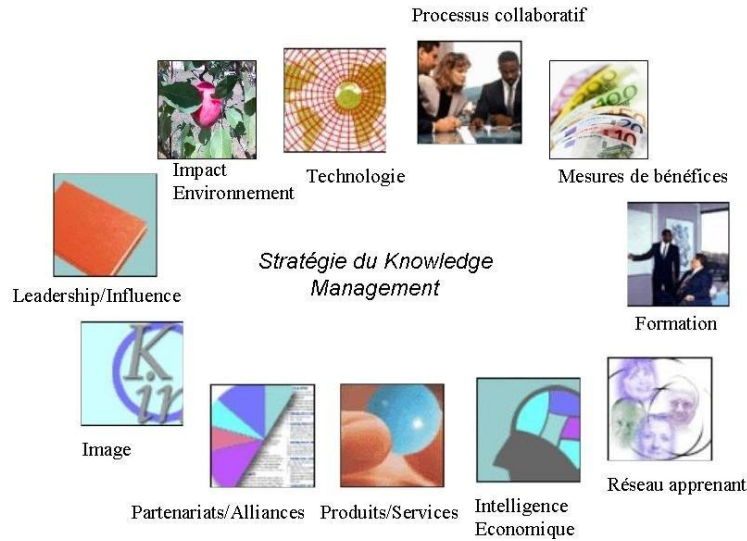 Processus collaboratif
Impact
Environnement
Technologie
Mesures de bénéfices
Leadership/Influence
Stratégie du Knowledge
Management
Formation
Image
Partenariats/Alliances
Produits/Services
Intelligence
Economique
Réseau apprenant